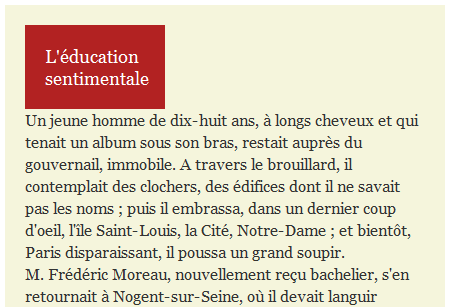 L'éducation
sentimentale
Un jeune homme de dix-huit ans, à longs cheveux et qui
tenait un album sous son bras, restait auprès du
gouvernail, immobile. A travers le brouillard, il
contemplait des clochers, des édifices dont il ne savait
pas les noms ; puis il embrassa, dans un dernier coup
d'oeil, l'île Saint-Louis, la Cité, Notre-Dame ; et bientôt,
Paris disparaissant, il poussa un grand soupir.
M. Frédéric Moreau, nouvellement reçu bachelier, s'en
retournait à Nogent-sur-Seine, où il devait languir